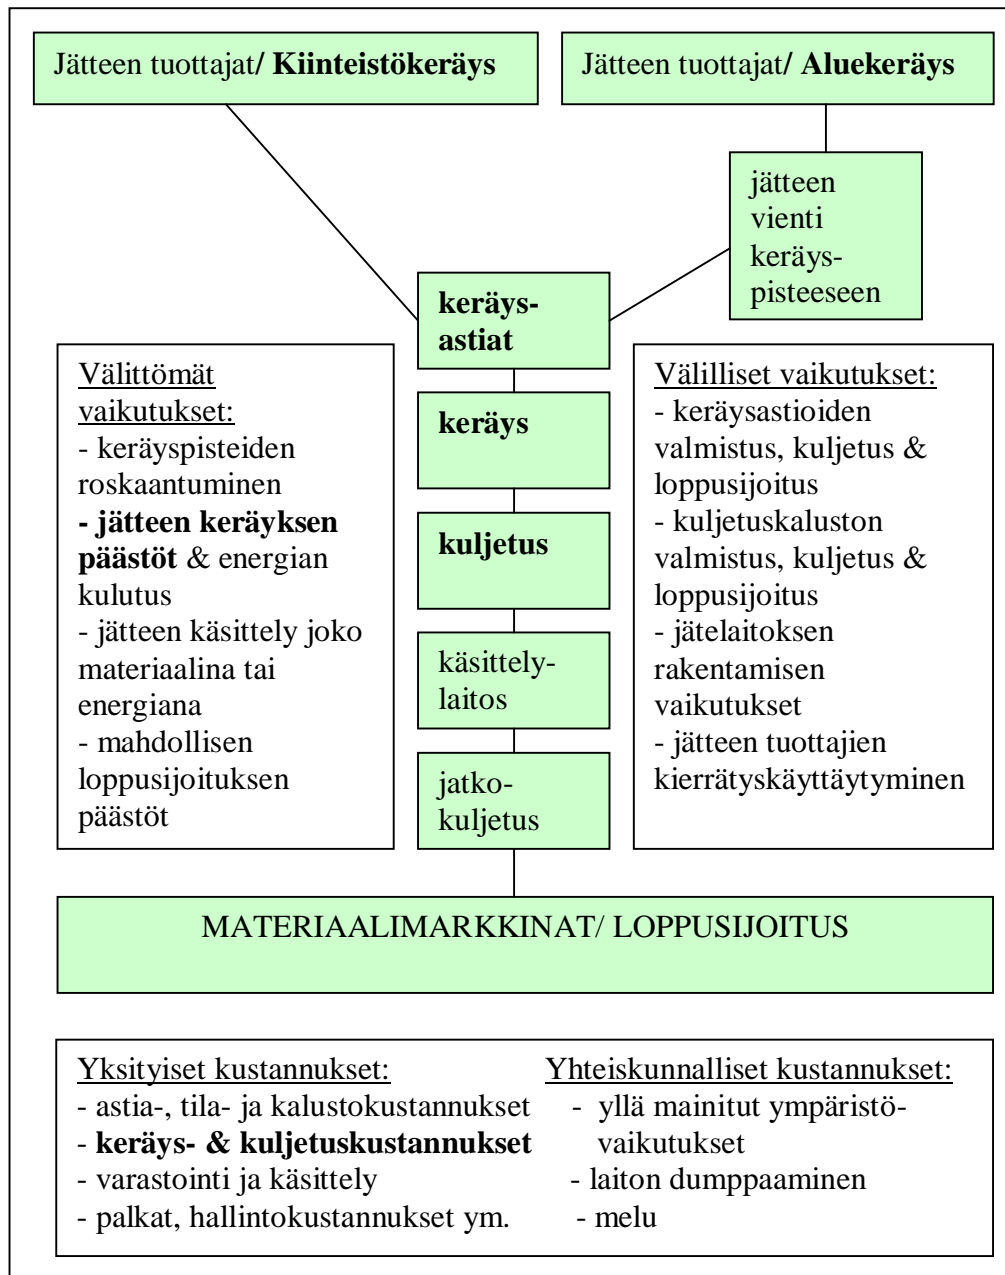 Jätteen tuottajat/ Kiinteistökeräys
Jätteen tuottajat/ Aluekeräys
jätteen
vienti
keräys-
pisteeseen
keräys-
astiat
keräys
kuljetus
käsittely-
laitos
jatko-
kuljetus
Välittömät
vaikutukset:
- keräyspisteiden
roskaantuminen
- jätteen keräyksen
päästöt & energian
kulutus
- jätteen käsittely joko
materiaalina tai
energiana
- mahdollisen
loppusijoituksen
päästöt
Välilliset vaikutukset:
- keräysastioiden
valmistus, kuljetus &
loppusijoitus
- kuljetuskaluston
valmistus, kuljetus &
loppusijoitus
- jätelaitoksen
rakentamisen
vaikutukset
- jätteen tuottajien
kierrätyskäyttäytyminen
MATERIAALIMARKKINAT/ LOPPUSIJOITUS
Yksityiset kustannukset:
- astia-, tila- ja kalustokustannukset
- keräys- & kuljetuskustannukset
- varastointi ja käsittely
- palkat, hallintokustannukset ym.
Yhteiskunnalliset kustannukset:
- yllä mainitut ympäristö-
vaikutukset
- laiton dumppaaminen
- melu